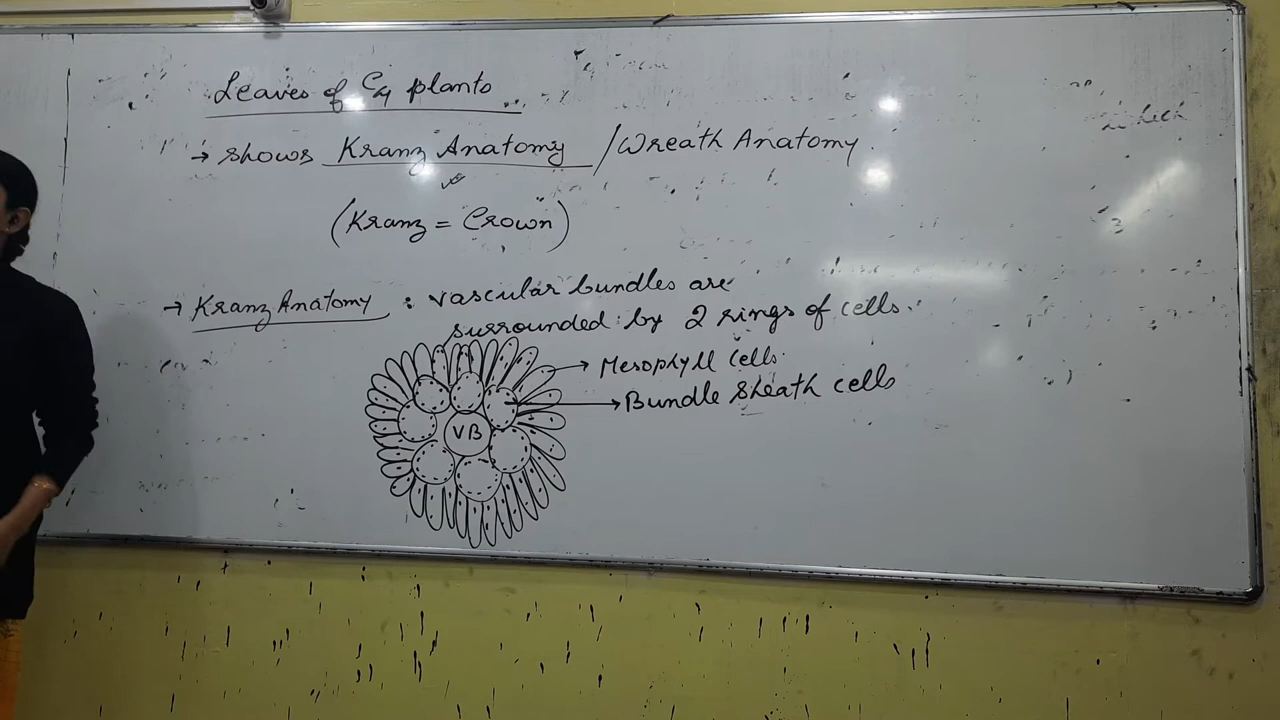 Leaves of C4 plants
→ shows Kranz Anatomy / Wreath Anatomy.
(Kranz = Crown)
→ Kranz Anatomy : vascular bundles are
surrounded by 2 rings of cells.
→ Mesophyll cells.
→ Bundle sheath cells
VB